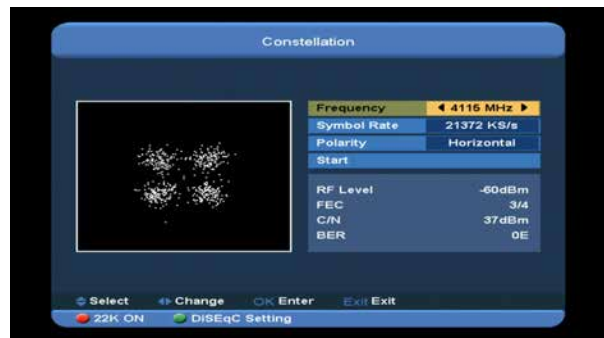 Constellation
Frequency 4116 MHz
Symbol Rate 21372 KS/s
Polarity Horizontal
Start
RF Level -60dBm
FEC 3/4
C/N 37dBm
BER 0E
Select Change OK Enter Exit Exit
22K ON DiSEqC Setting